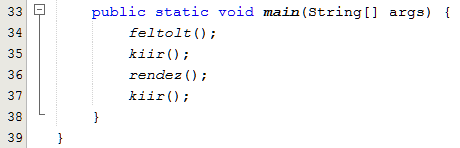 33 public static void main(String[] args) {
34 feltolt();
35 kiir();
36 rendez();
37 kiir();
38 }
39 }